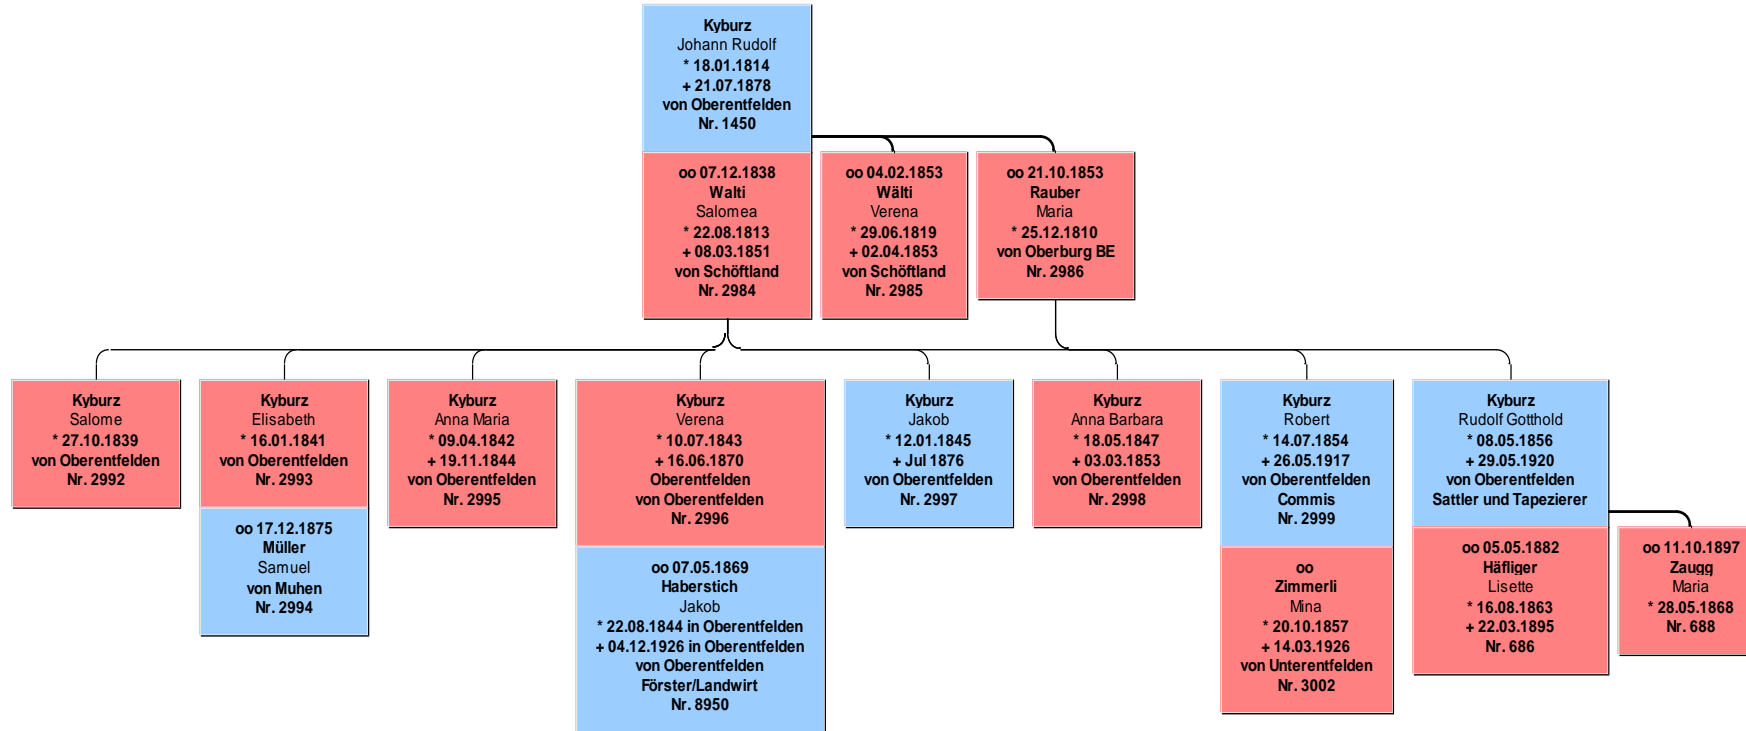 Kyburz
Johann Rudolf
* 18.01.1814
+ 21.07.1878
von Oberentfelden
Nr. 1450
oo 07.12.1838
Walti
Salomea
* 22.08.1813
+ 08.03.1851
von Schöftland
Nr. 2984
oo 04.02.1853
Wälti
Verena
* 29.06.1819
+ 02.04.1853
von Schöftland
Nr. 2985
oo 21.10.1853
Rauber
Maria
* 25.12.1810
von Oberburg BE
Nr. 2986
Kyburz
Salome
* 27.10.1839
von Oberentfelden
Nr. 2992
Kyburz
Elisabeth
* 16.01.1841
von Oberentfelden
Nr. 2993
oo 17.12.1875
Müller
Samuel
von Muhen
Nr. 2994
Kyburz
Anna Maria
* 09.04.1842
+ 19.11.1844
von Oberentfelden
Nr. 2995
Kyburz
Verena
* 10.07.1843
+ 16.06.1870
Oberentfelden
von Oberentfelden
Nr. 2996
oo 07.05.1869
Haberstich
Jakob
* 22.08.1844 in Oberentfelden
+ 04.12.1926 in Oberentfelden
von Oberentfelden
Förster/Landwirt
Nr. 8950
Kyburz
Jakob
* 12.01.1845
+ Jul 1876
von Oberentfelden
Nr. 2997
Kyburz
Anna Barbara
* 18.05.1847
+ 03.03.1853
von Oberentfelden
Nr. 2998
Kyburz
Robert
* 14.07.1854
+ 26.05.1917
von Oberentfelden
Commis
Nr. 2999
oo
Zimmerli
Mina
* 20.10.1857
+ 14.03.1926
von Unterentfelden
Nr. 3002
Kyburz
Rudolf Gotthold
* 08.05.1856
+ 29.05.1920
von Oberentfelden
Sattler und Tapezierer
oo 05.05.1882
Häfliger
Lisette
* 16.08.1863
+ 22.03.1895
Nr. 686
oo 11.10.1897
Zaugg
Maria
* 28.05.1868
Nr. 688